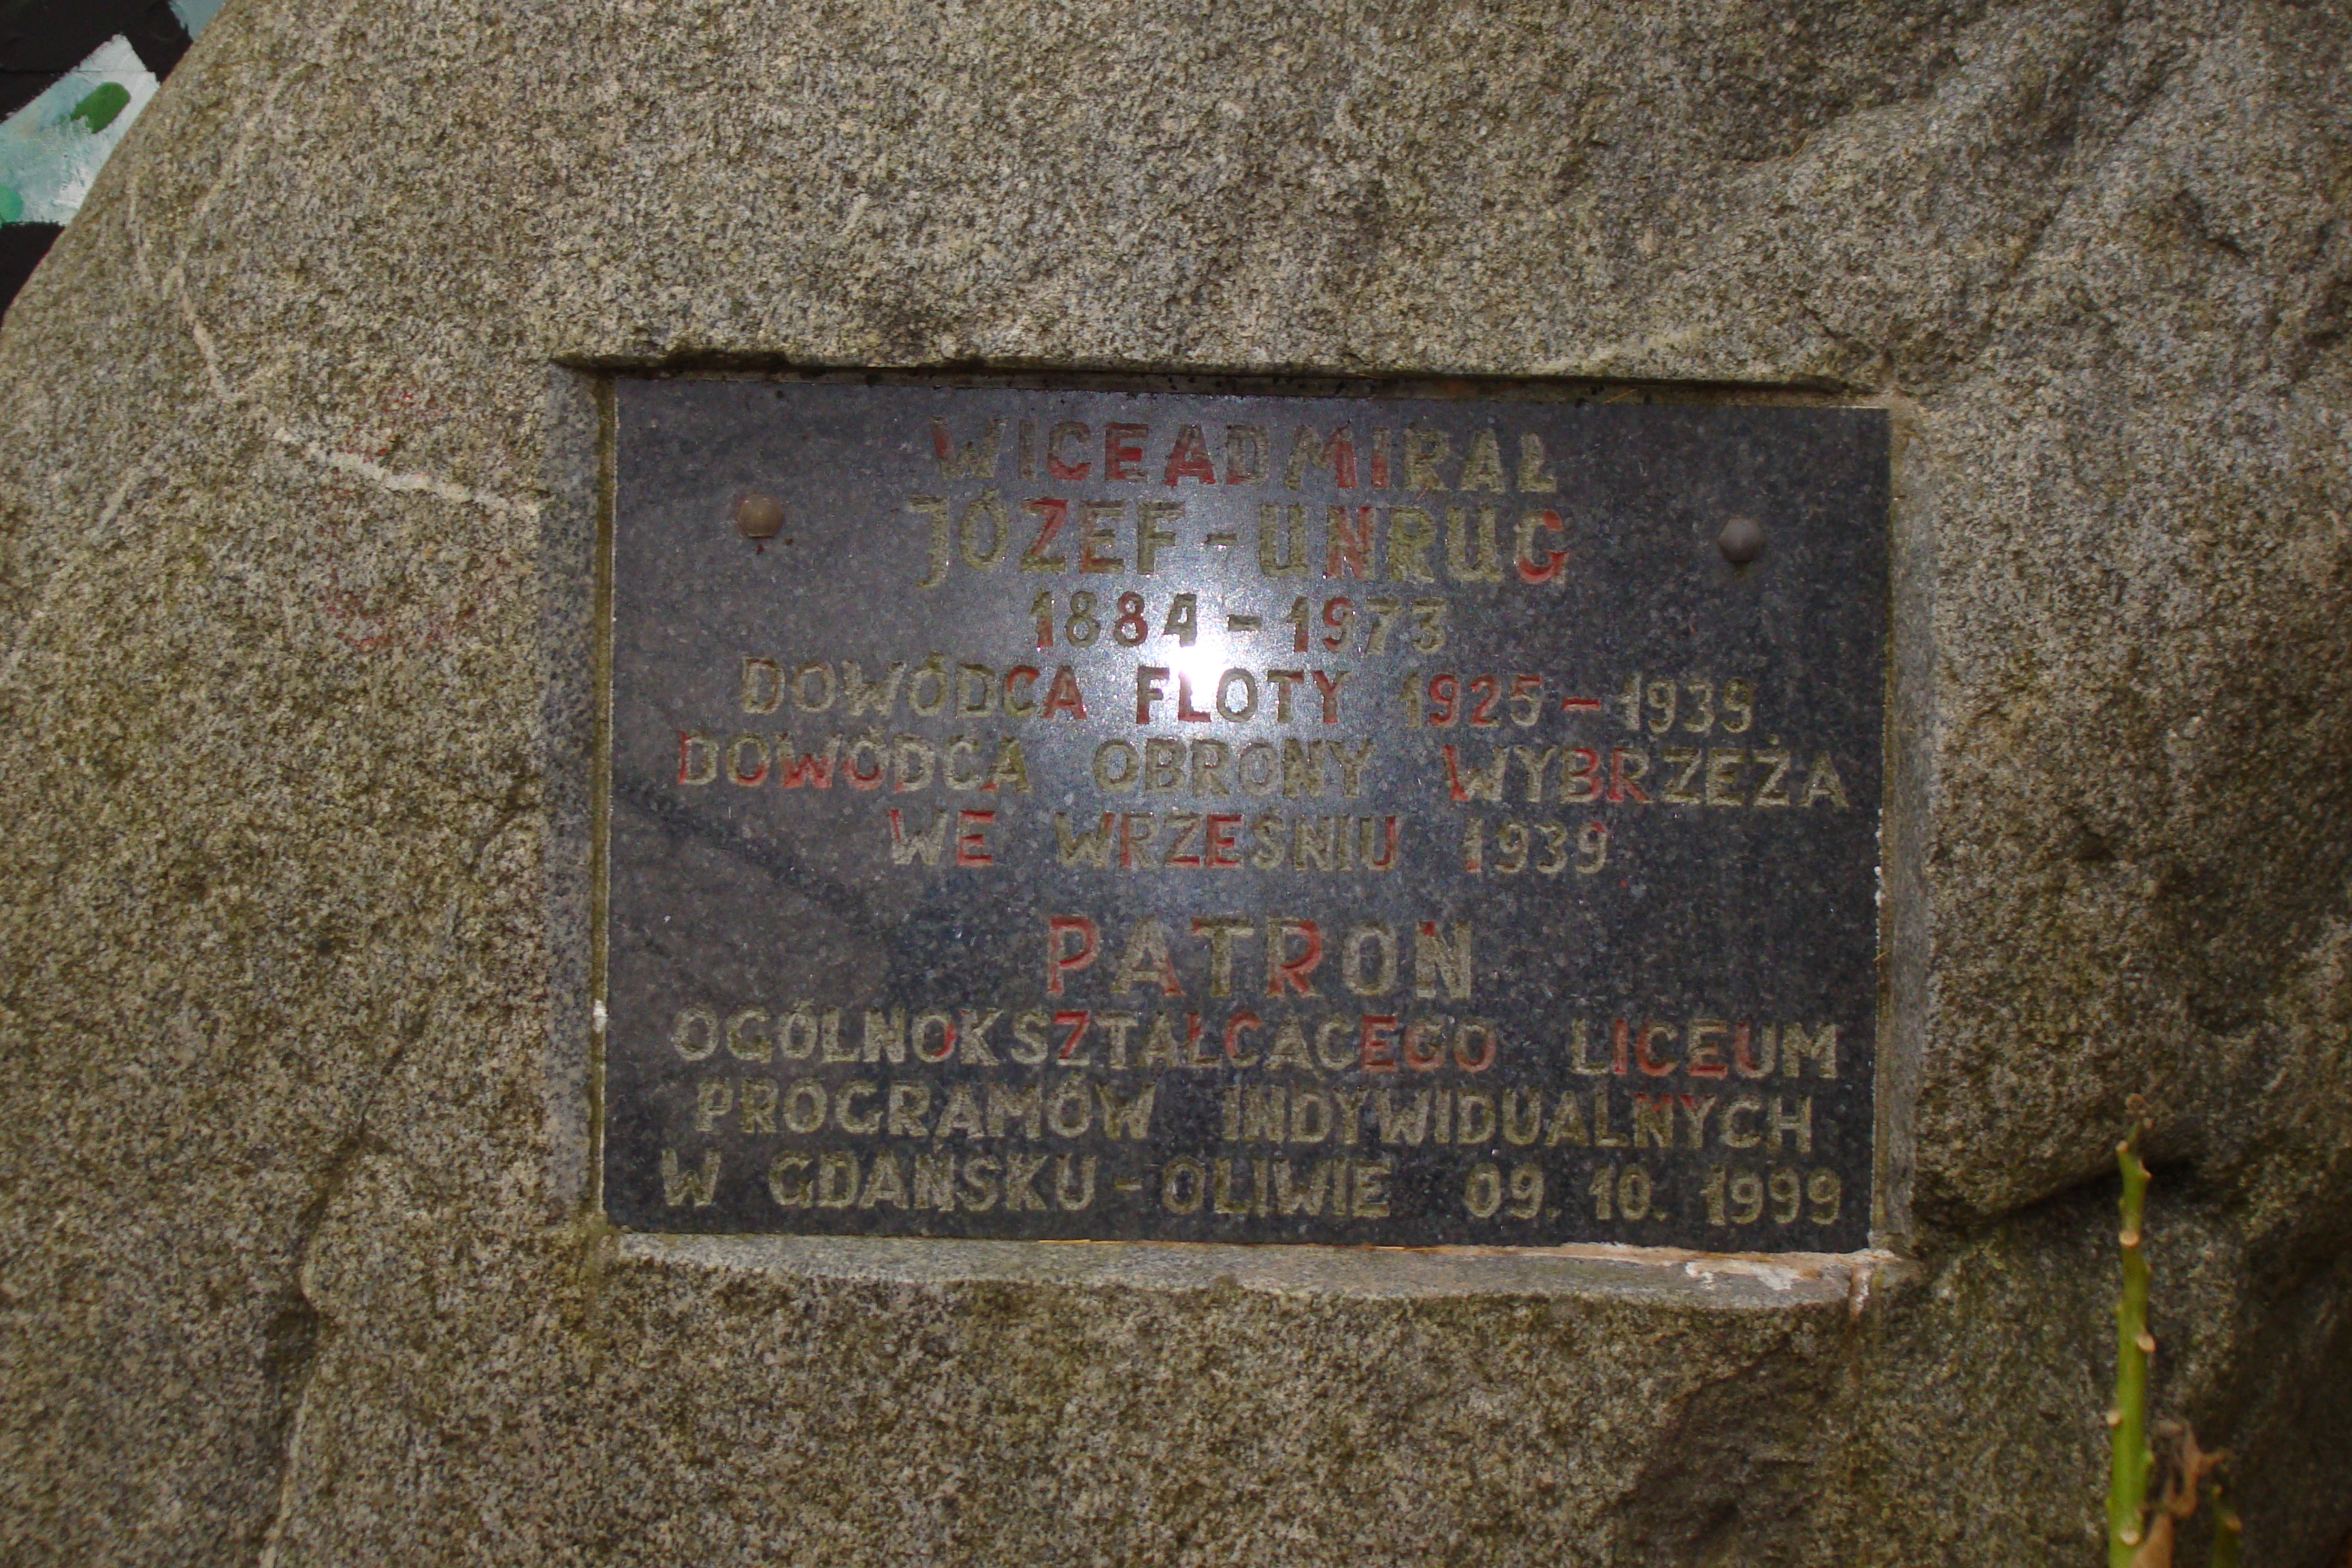 WICEADMIRAŁ
JÓZEF - UNRUG
1884 - 1973
DOWÓDCA FLOTY 1925 - 1939
DOWÓDCA OBRONY WYBRZEŻA
WE WRZEŚNIU 1939
PATRON
OGÓLNOKSZTAŁCĄCEGO LICEUM
PROGRAMÓW INDYWIDUALNYCH
W GDAŃSKU - OLIWIE 09. 10. 1999